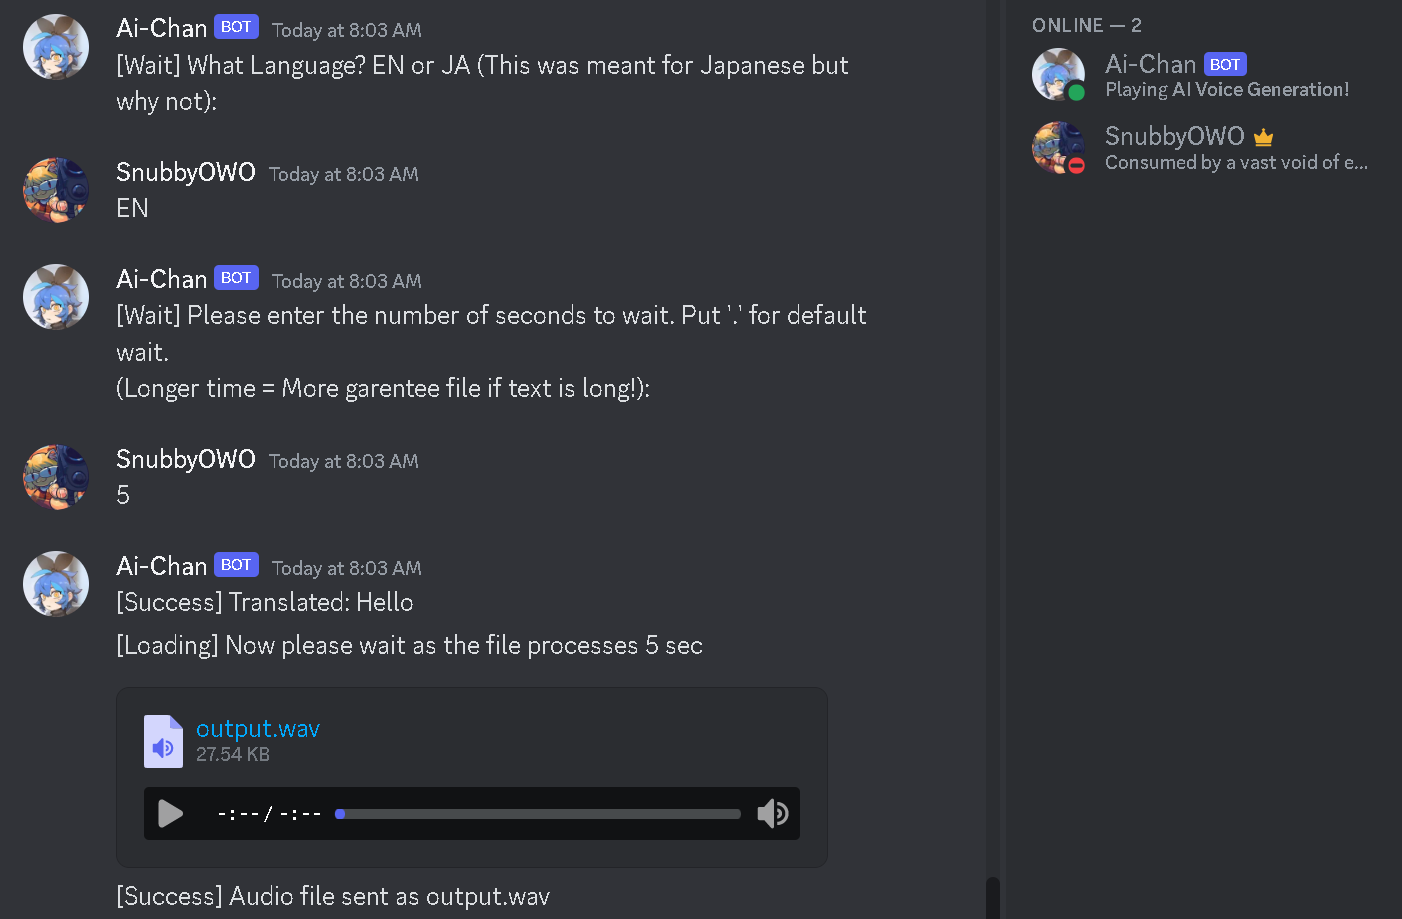 Ai-Chan BOT Today at 8:03 AM
[Wait] What Language? EN or JA (This was meant for Japanese but
why not):
SnubbyOWO Today at 8:03 AM
EN
Ai-Chan BOT Today at 8:03 AM
[Wait] Please enter the number of seconds to wait. Put '.' for default
wait.
(Longer time = More garentee file if text is long!):
SnubbyOWO Today at 8:03 AM
5
Ai-Chan BOT Today at 8:03 AM
[Success] Translated: Hello
[Loading] Now please wait as the file processes 5 sec
output.wav
27.54 KB
-:-- / -:--
[Success] Audio file sent as output.wav
ONLINE — 2
Ai-Chan BOT
Playing AI Voice Generation!
SnubbyOWO
Consumed by a vast void of e...